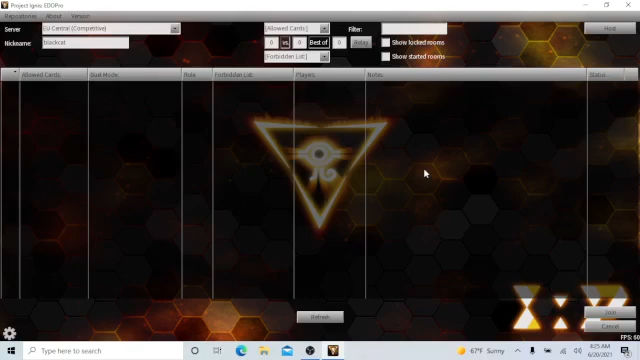 Project Ignis: EDOPro
Repositories About Version
Server EU Central (Competitive) [Allowed Cards] Filter: Host
Nickname: blackcat 0 vs. 0 Best of 0 Relay Show locked rooms
[Forbidden List] Show started rooms
Allowed Cards: Duel Mode: Rule Forbidden List: Players: Notes Status
Refresh
Join
Cancel
FPS: 60
Type here to search 67°F Sunny 4:25 AM
6/20/2021